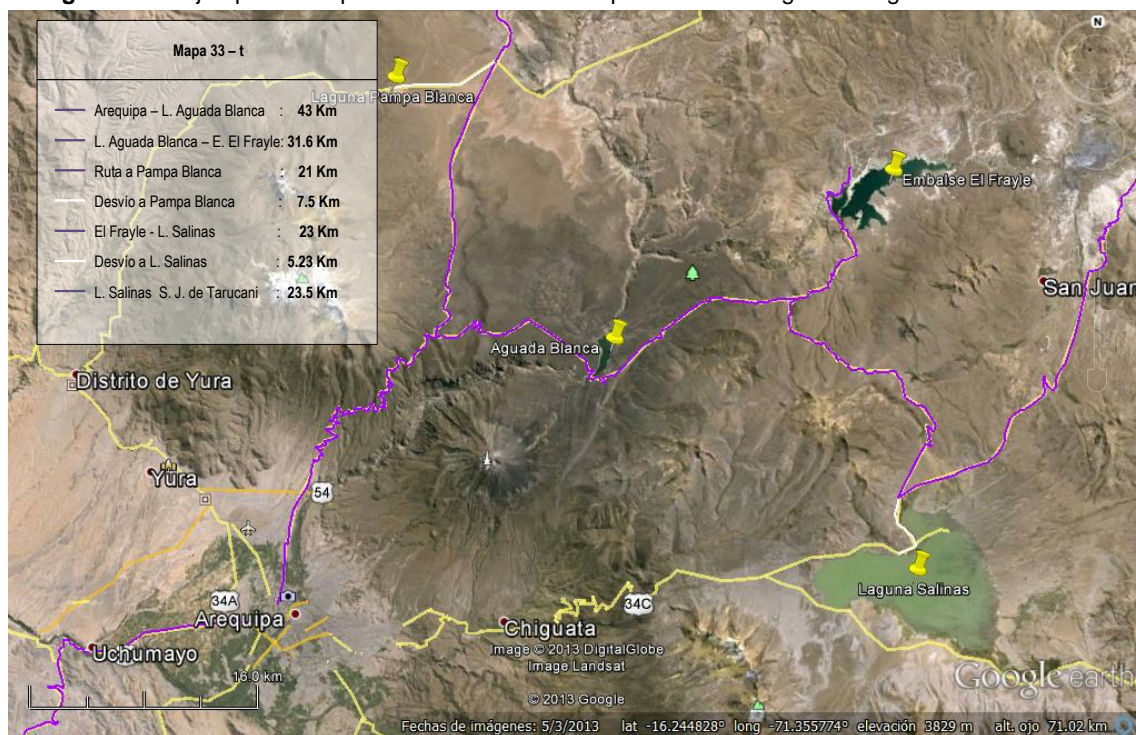 Mapa 33 – t
Arequipa – L. Aguada Blanca : 43 Km
L. Aguada Blanca – E. El Frayle: 31.6 Km
Ruta a Pampa Blanca : 21 Km
Desvío a Pampa Blanca : 7.5 Km
El Frayle - L. Salinas : 23 Km
Desvío a L. Salinas : 5.23 Km
L. Salinas S. J. de Tarucani : 23.5 Km
N
Laguna Pampa Blanca
Embalse El Frayle
San Juan
Aguada Blanca
Distrito de Yura
Yura
54
34A
Arequipa
Uchumayo
16.0 km
34C
Chiguata
Laguna Salinas
Image © 2013 DigitalGlobe
Image Landsat
© 2013 Google
Google earth
Fechas de imágenes: 5/3/2013 lat -16.244828° long -71.355774° elevación 3829 m alt. ojo 71.02 km